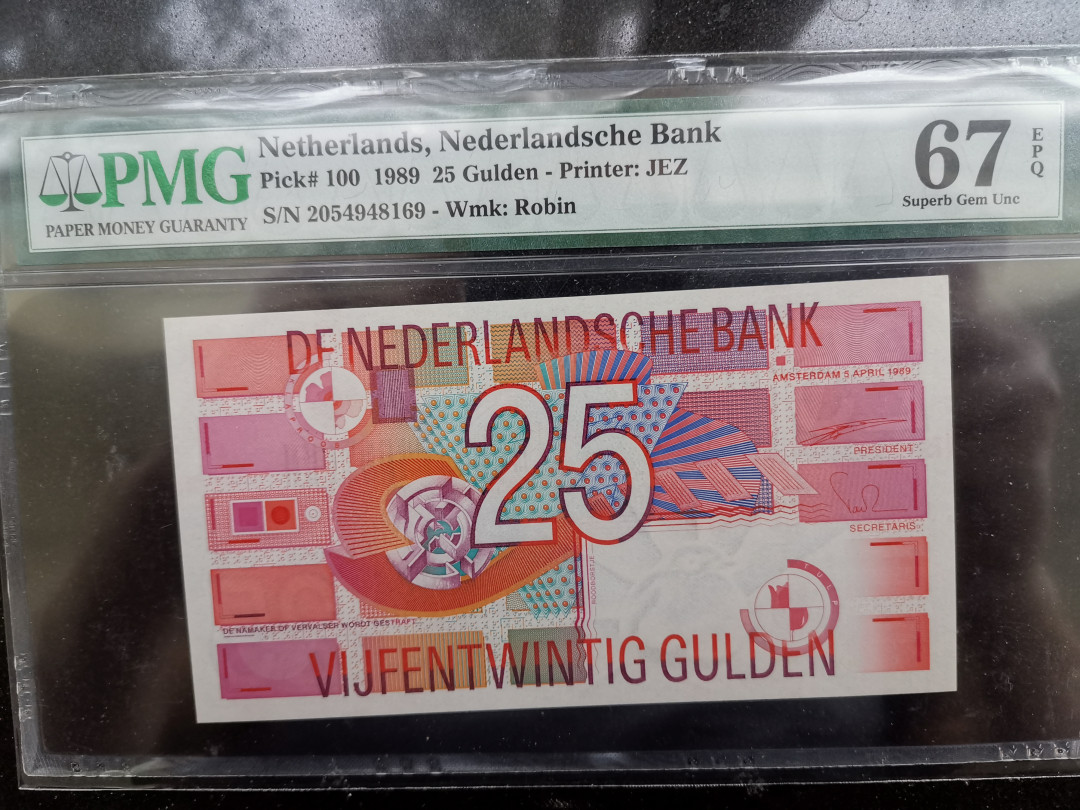 PMG
PAPER MONEY GUARANTY
Netherlands, Nederlandsche Bank
Pick# 100 1989 25 Gulden - Printer: JEZ
S/N 2054948169 - Wmk: Robin
67
EPQ
Superb Gem Unc
DE NEDERLANDSCHE BANK
AMSTERDAM 5 APRIL 1989
25
PRESIDENT
SECRETARIS
TULP
DE NAMAKER OF VERVALSER WORDT GESTRAFT
VIJFENTWINTIG GULDEN